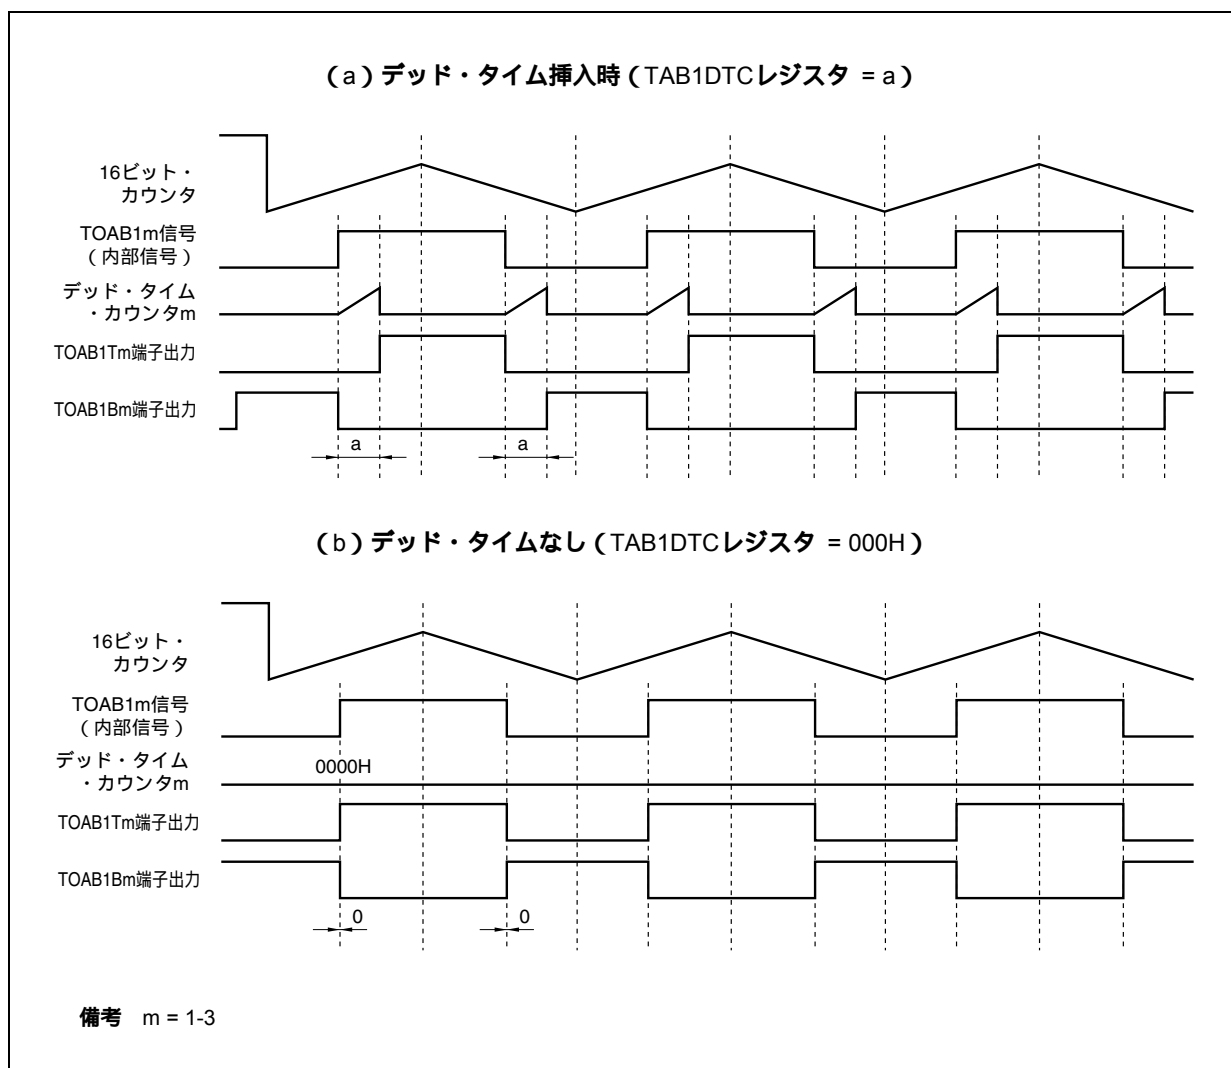 （a）デッド・タイム挿入時（TAB1DTCレジスタ = a）
16ビット・
カウンタ
TOAB1m信号
（内部信号）
デッド・タイム
・カウンタm
TOAB1Tm端子出力
TOAB1Bm端子出力
a
a
（b）デッド・タイムなし（TAB1DTCレジスタ = 000H）
16ビット・
カウンタ
TOAB1m信号
（内部信号）
デッド・タイム
・カウンタm
0000H
TOAB1Tm端子出力
TOAB1Bm端子出力
0
0
備考 m = 1-3